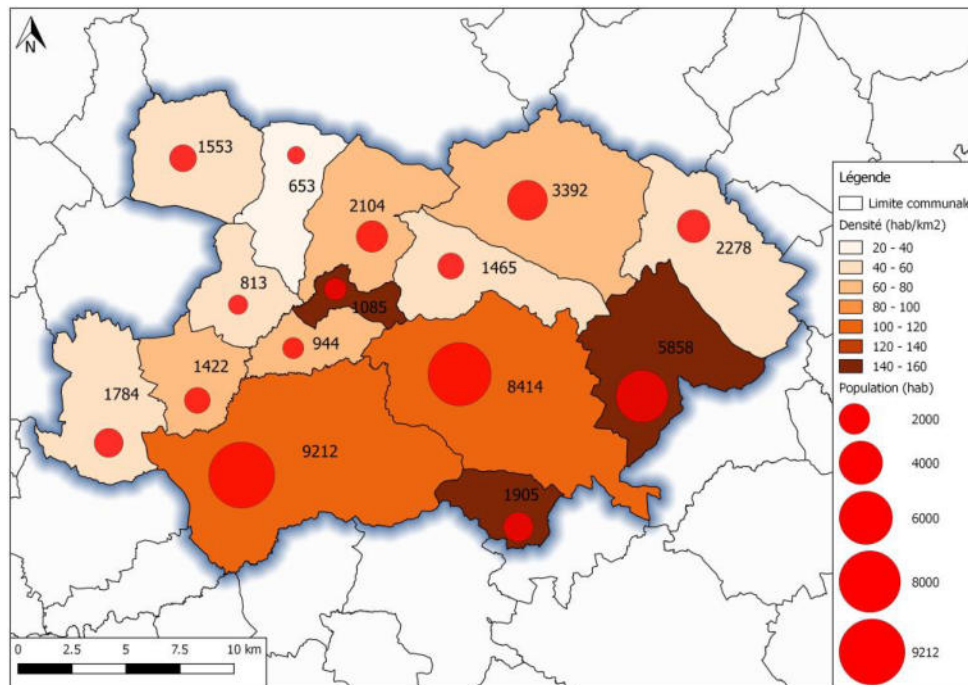 N
1553
653
2104
3392
2278
813
1465
1085
944
1422
1784
5858
8414
9212
1905
0 2.5 5 7.5 10 km
Légende
Limite communale
Densité (hab/km2)
20 - 40
40 - 60
60 - 80
80 - 100
100 - 120
120 - 140
140 - 160
Population (hab)
2000
4000
6000
8000
9212